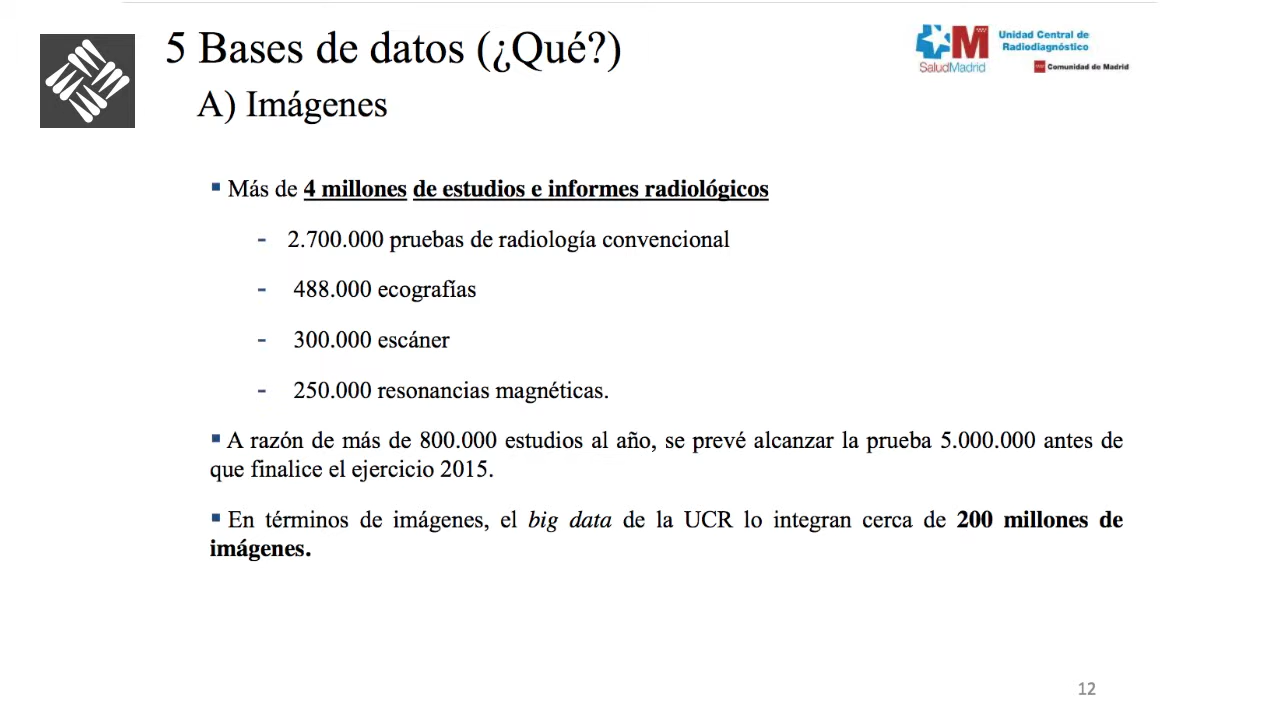 5 Bases de datos (¿Qué?)
A) Imágenes
SaludMadrid
Unidad Central de
Radiodiagnóstico
Comunidad de Madrid
▪ Más de 4 millones de estudios e informes radiológicos
- 2.700.000 pruebas de radiología convencional
- 488.000 ecografías
- 300.000 escáner
- 250.000 resonancias magnéticas.
▪ A razón de más de 800.000 estudios al año, se prevé alcanzar la prueba 5.000.000 antes de
que finalice el ejercicio 2015.
▪ En términos de imágenes, el big data de la UCR lo integran cerca de 200 millones de
imágenes.
12